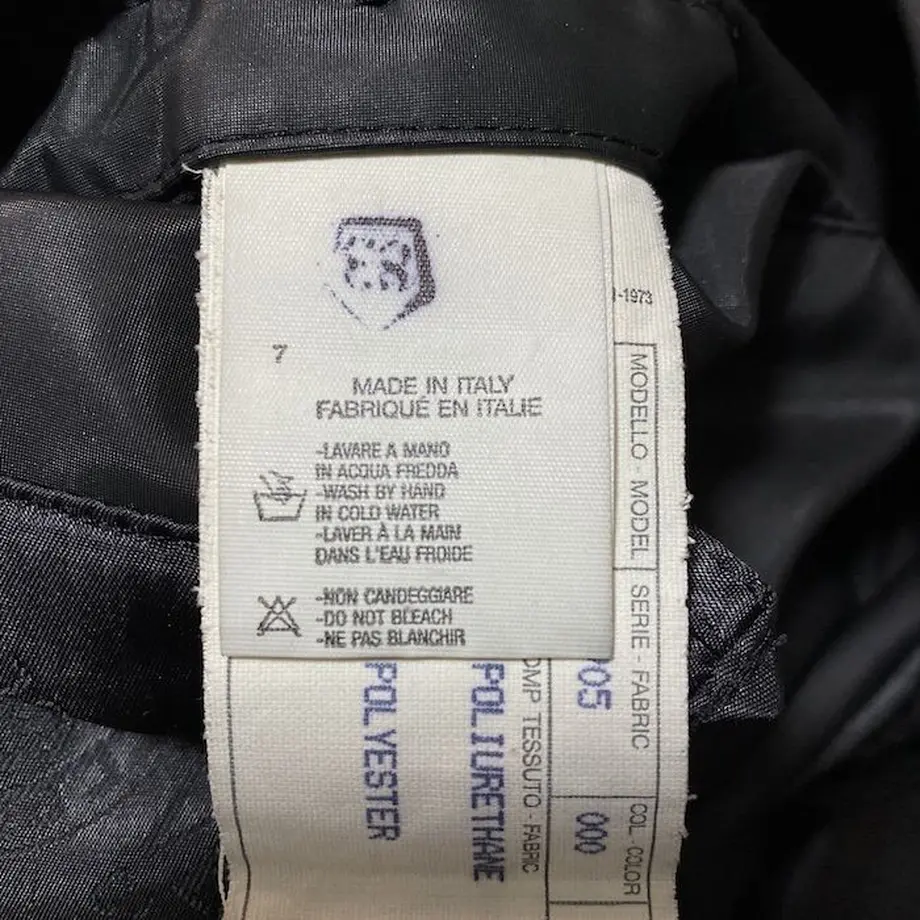 7
MADE IN ITALY
FABRIQUÉ EN ITALIE
-LAVARE A MANO
IN ACQUA FREDDA
-WASH BY HAND
IN COLD WATER
-LAVER À LA MAIN
DANS L'EAU FROIDE
-NON CANDEGGIARE
-DO NOT BLEACH
-NE PAS BLANCHIR
-1973
MODELLO - MODEL
SERIE - FABRIC
COL - COLOR
05
000
TESSUTO - FABRIC
POLIURETHANE
POLYESTER